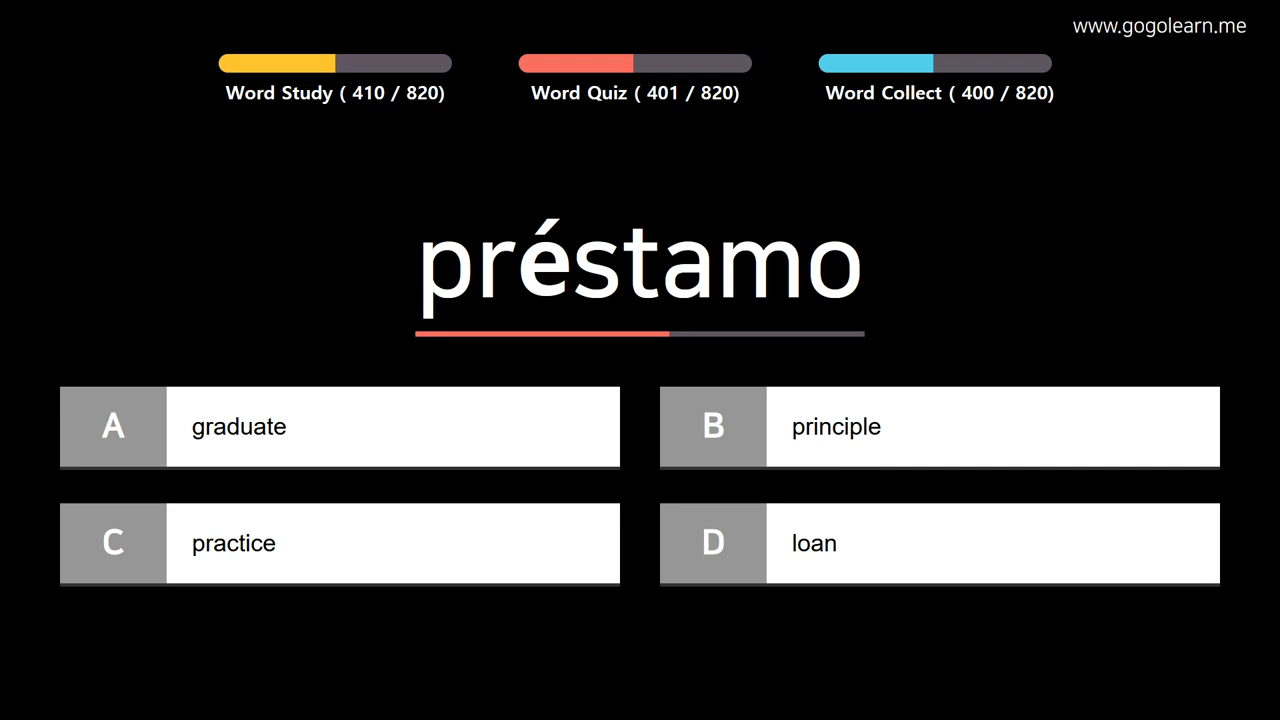 www.gogolearn.me
Word Study ( 410 / 820)
Word Quiz ( 401 / 820)
Word Collect ( 400 / 820)
préstamo
A graduate
B principle
C practice
D loan